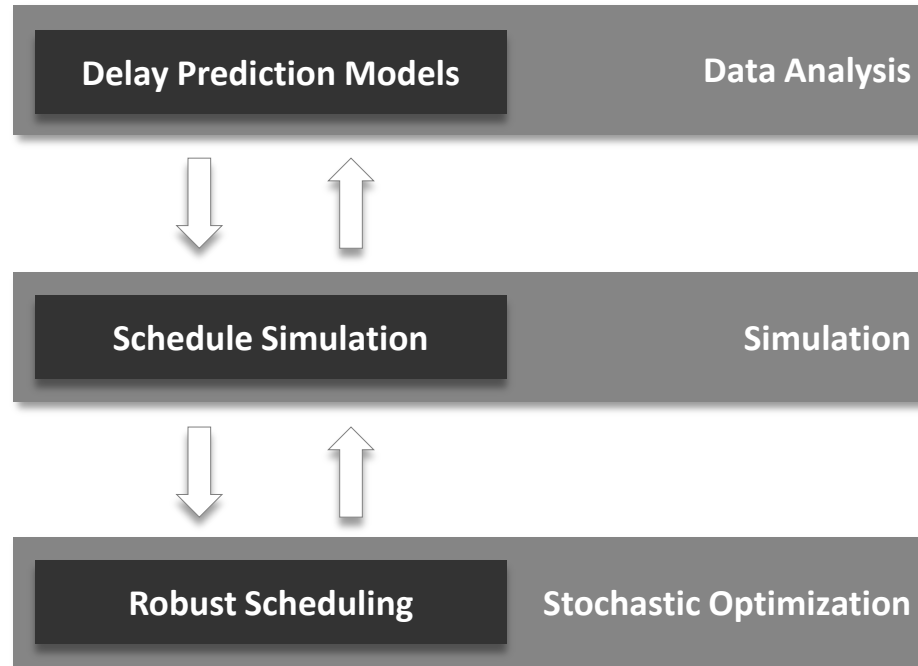 Delay Prediction Models
Data Analysis
Schedule Simulation
Simulation
Robust Scheduling
Stochastic Optimization